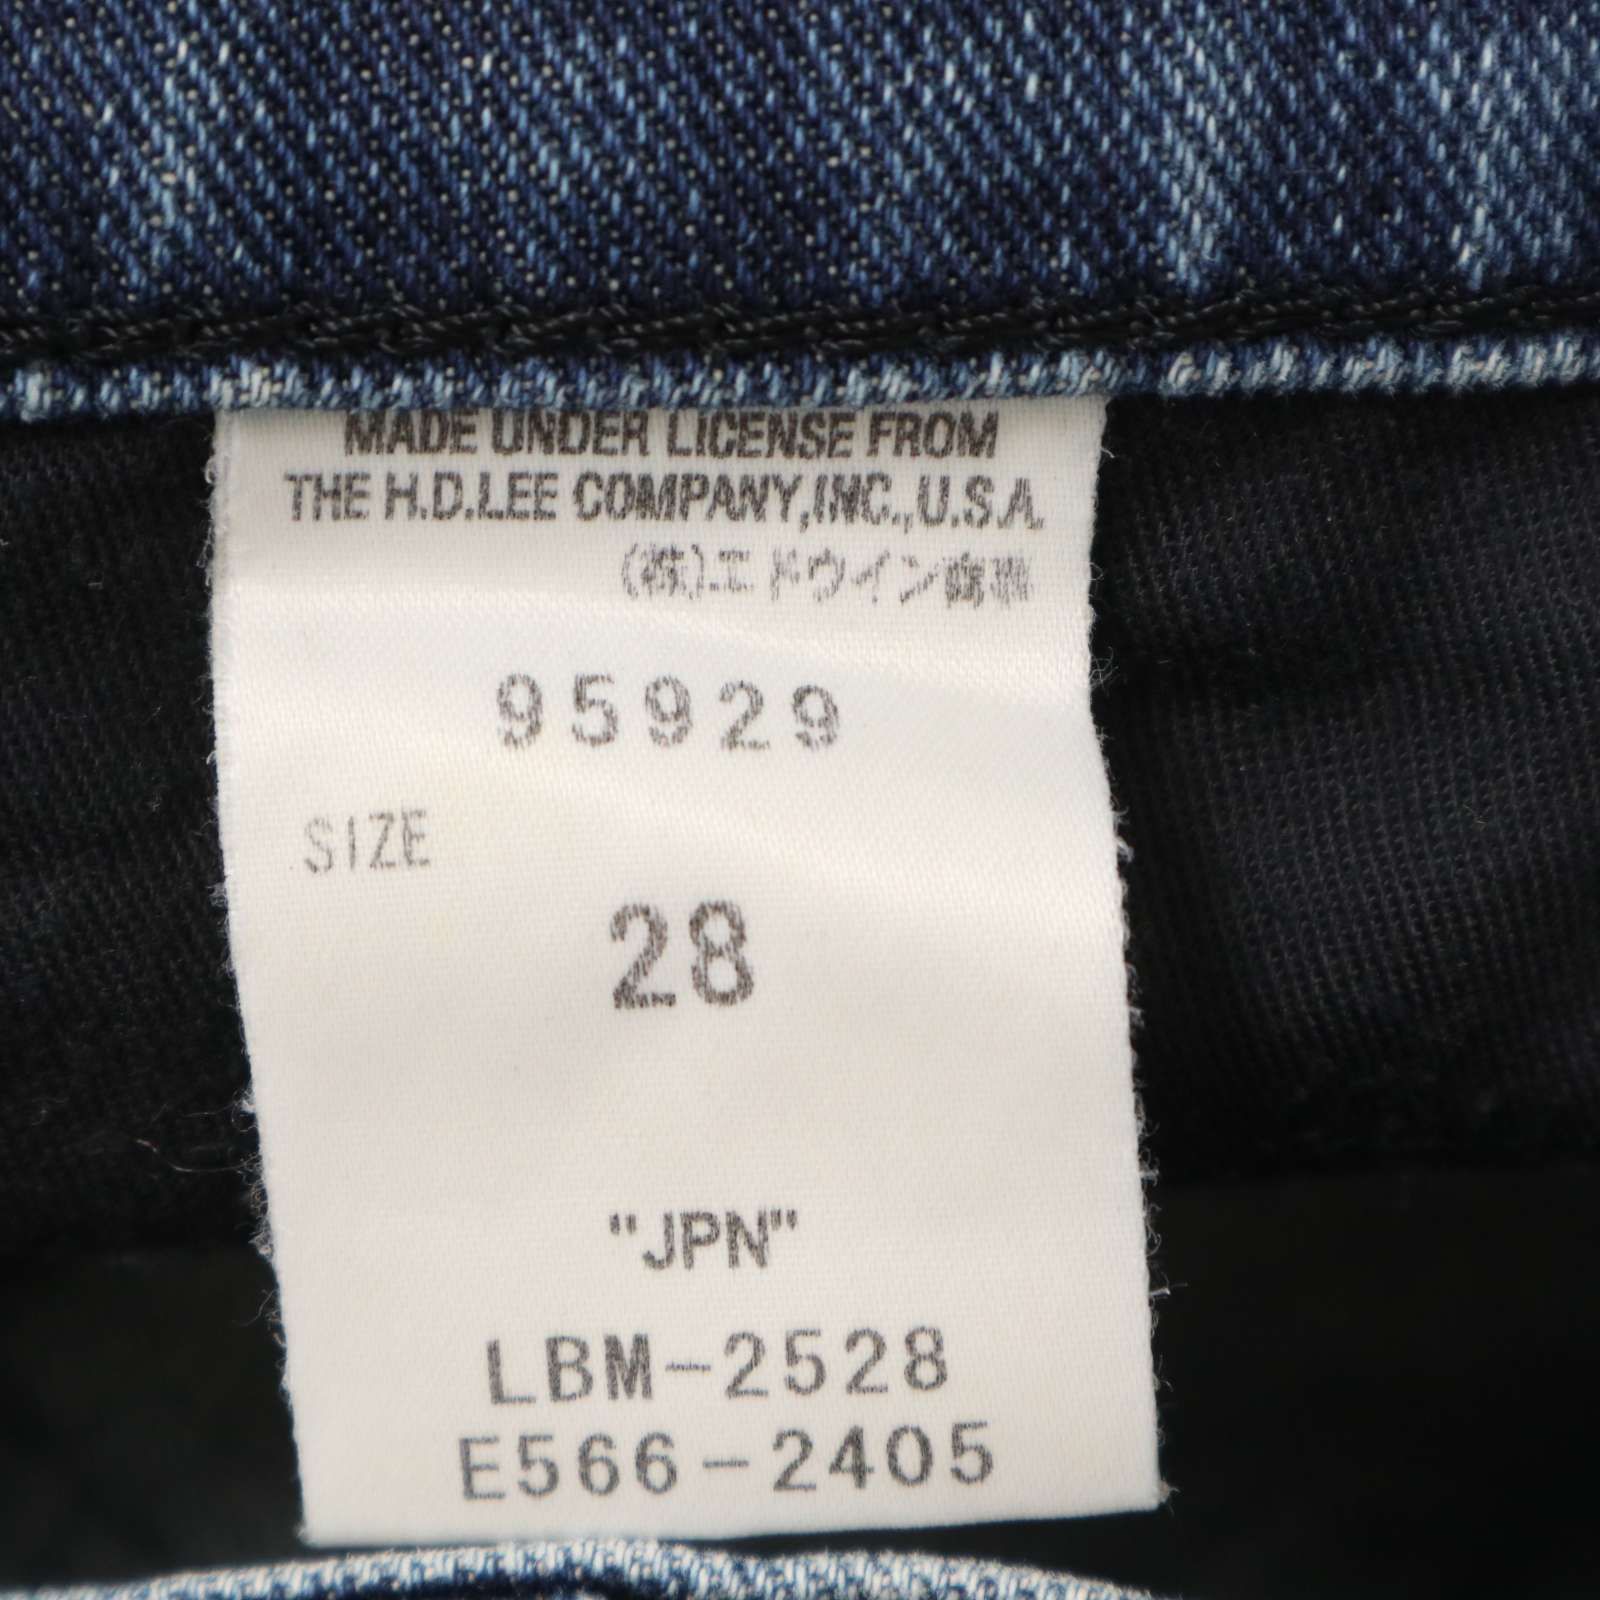 MADE UNDER LICENSE FROM
THE H.D.LEE COMPANY,INC.,U.S.A.
(株)エドウイン商事
95929
SIZE
28
"JPN"
LBM-2528
E566-2405